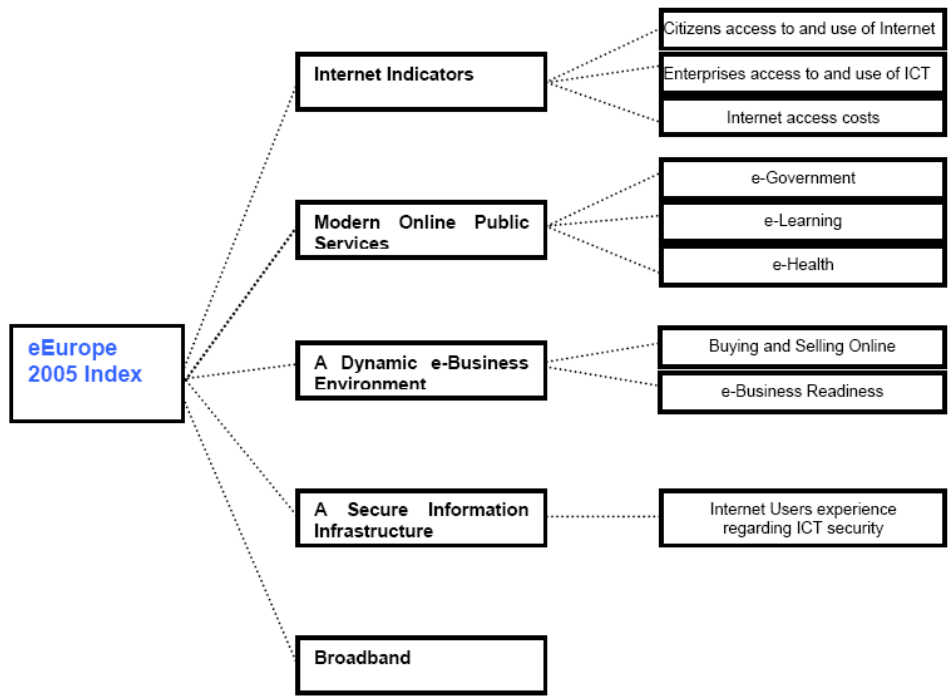 eEurope
2005 Index
Internet Indicators
Citizens access to and use of Internet
Enterprises access to and use of ICT
Internet access costs
Modern Online Public
Services
e-Government
e-Learning
e-Health
A Dynamic e-Business
Environment
Buying and Selling Online
e-Business Readiness
A Secure Information
Infrastructure
Internet Users experience
regarding ICT security
Broadband